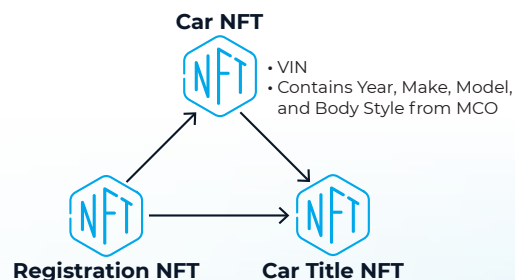 Car NFT
NFT
• VIN
• Contains Year, Make, Model,
and Body Style from MCO
NFT
NFT
Registration NFT
Car Title NFT